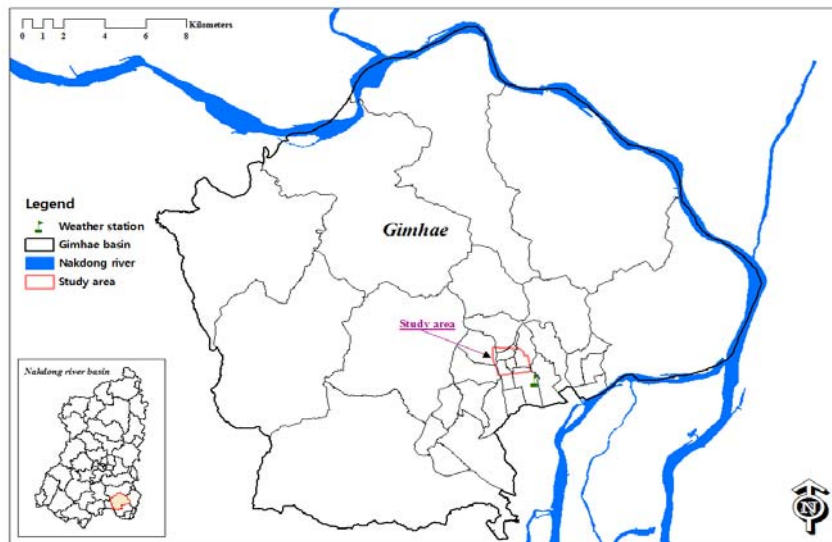 Kilometers
0 1 2 4 6 8
Legend
Weather station
Gimhae basin
Nakdong river
Study area
Gimhae
Study area
Nakdong river basin
N